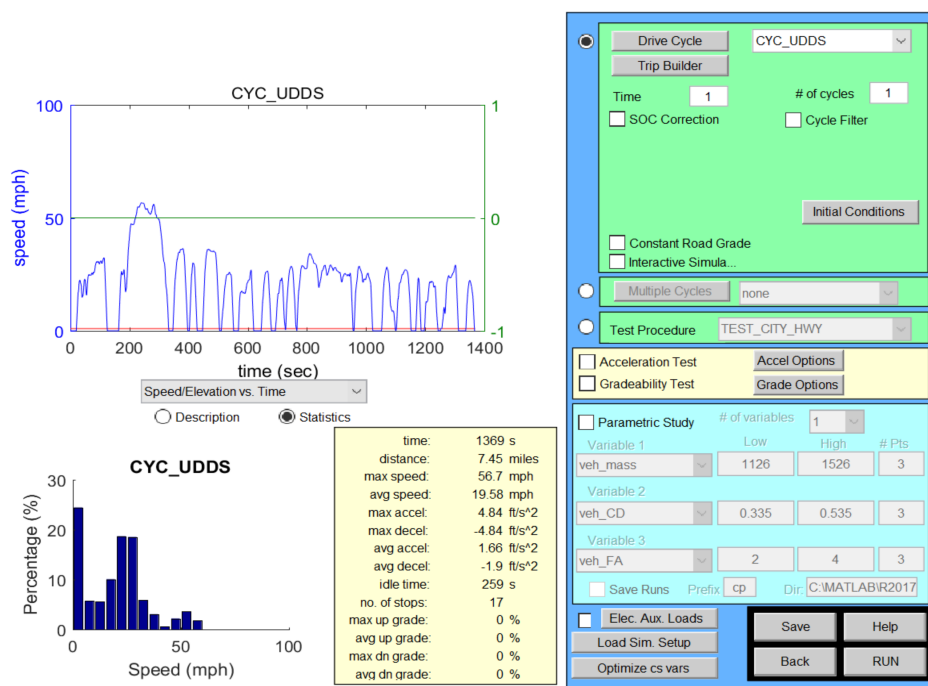 CYC_UDDS
100
50
0
speed (mph)
1
0
-1
0 200 400 600 800 1000 1200 1400
time (sec)
Speed/Elevation vs. Time
Description Statistics
CYC_UDDS
30
20
10
0
Percentage (%)
0 50 100
Speed (mph)
time: 1369 s
distance: 7.45 miles
max speed: 56.7 mph
avg speed: 19.58 mph
max accel: 4.84 ft/s^2
max decel: -4.84 ft/s^2
avg accel: 1.66 ft/s^2
avg decel: -1.9 ft/s^2
idle time: 259 s
no. of stops: 17
max up grade: 0 %
avg up grade: 0 %
max dn grade: 0 %
avg dn grade: 0 %
Drive Cycle CYC_UDDS
Trip Builder
Time 1 # of cycles 1
SOC Correction Cycle Filter
Initial Conditions
Constant Road Grade
Interactive Simula...
Multiple Cycles none
Test Procedure TEST_CITY_HWY
Acceleration Test Accel Options
Gradeability Test Grade Options
Parametric Study # of variables 1
Variable 1 Low High # Pts
veh_mass 1126 1526 3
Variable 2
veh_CD 0.335 0.535 3
Variable 3
veh_FA 2 4 3
Save Runs Prefix cp Dir: C:\MATLAB\R2017
Elec. Aux. Loads Save Help
Load Sim. Setup
Optimize cs vars Back RUN